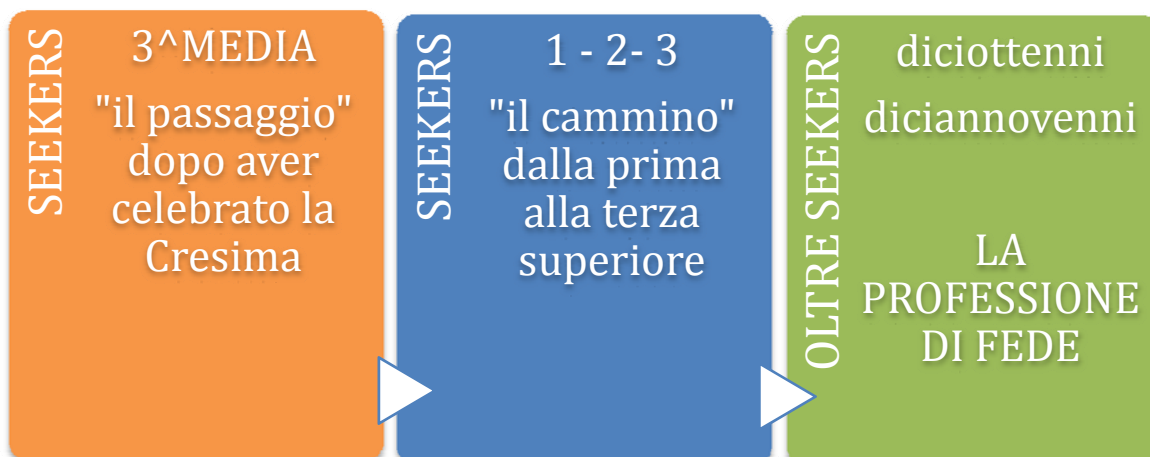 SEEKERS
3^MEDIA
"il passaggio"
dopo aver
celebrato la
Cresima
SEEKERS
1 - 2- 3
"il cammino"
dalla prima
alla terza
superiore
OLTRE SEEKERS
diciottenni
diciannovenni
LA
PROFESSIONE
DI FEDE